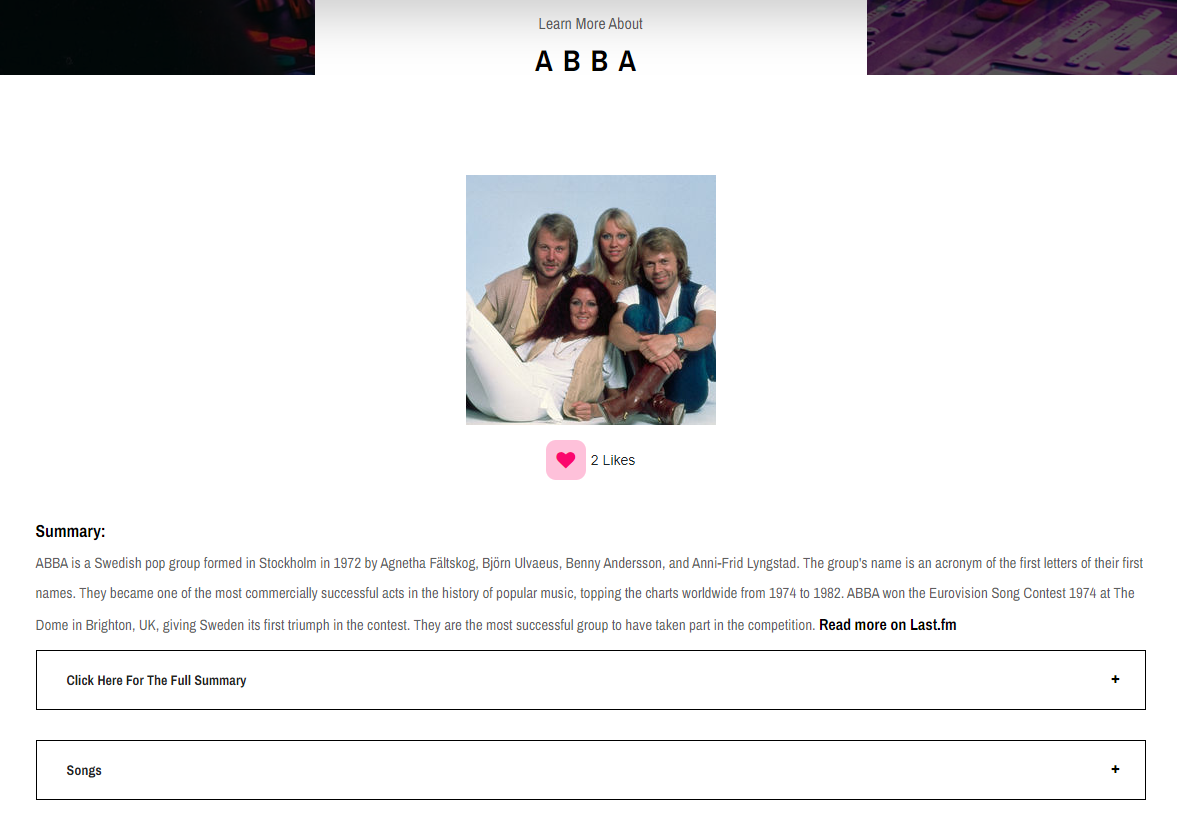 Learn More About
ABBA
2 Likes
Summary:
ABBA is a Swedish pop group formed in Stockholm in 1972 by Agnetha Fältskog, Björn Ulvaeus, Benny Andersson, and Anni-Frid Lyngstad. The group's name is an acronym of the first letters of their first
names. They became one of the most commercially successful acts in the history of popular music, topping the charts worldwide from 1974 to 1982. ABBA won the Eurovision Song Contest 1974 at The
Dome in Brighton, UK, giving Sweden its first triumph in the contest. They are the most successful group to have taken part in the competition. Read more on Last.fm
Click Here For The Full Summary +
Songs +